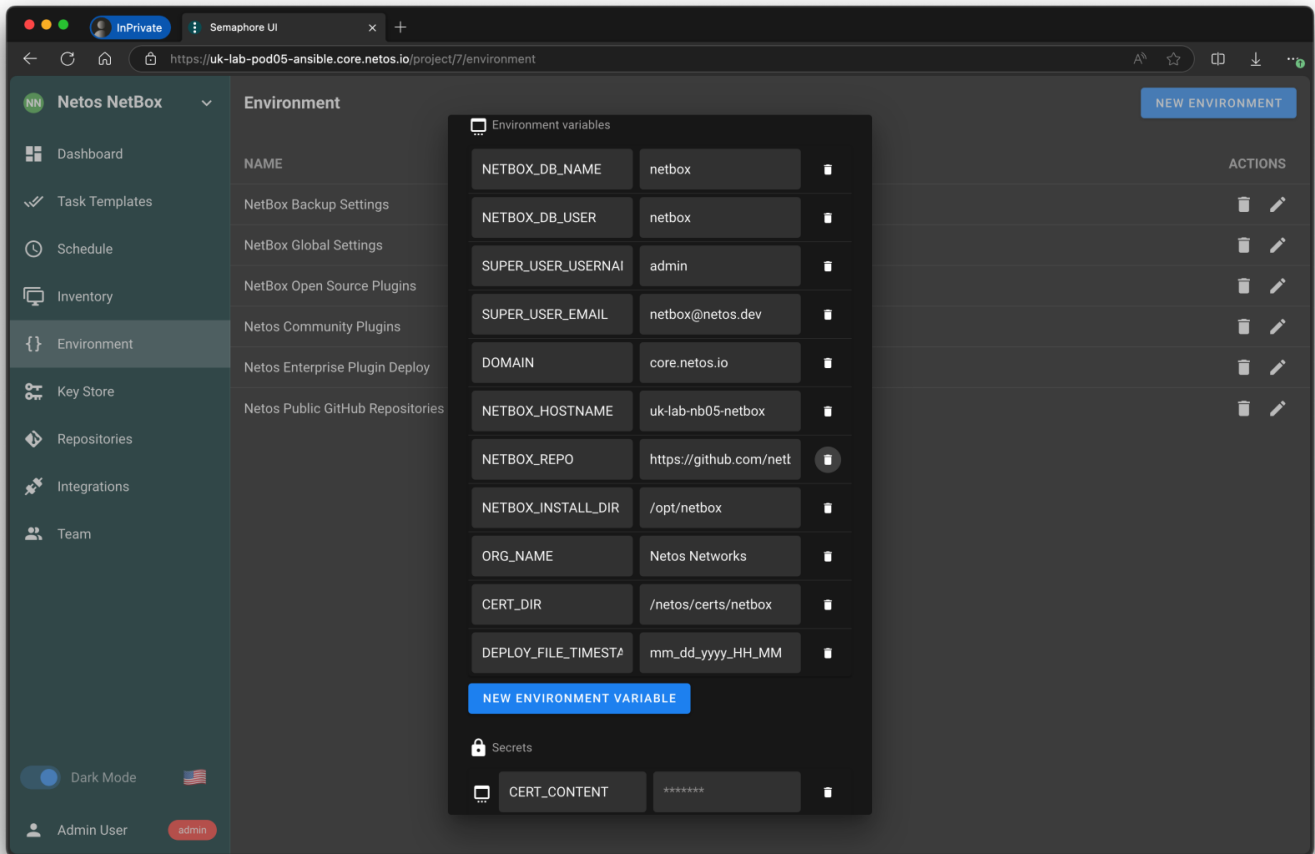 InPrivate
Semaphore UI
https://uk-lab-pod05-ansible.core.netos.io/project/7/environment
NN
Netos NetBox
Dashboard
Task Templates
Schedule
Inventory
Environment
Key Store
Repositories
Integrations
Team
Dark Mode
Admin User
admin
Environment
NEW ENVIRONMENT
NAME
ACTIONS
NetBox Backup Settings
NetBox Global Settings
NetBox Open Source Plugins
Netos Community Plugins
Netos Enterprise Plugin Deploy
Netos Public GitHub Repositories
Environment variables
NETBOX_DB_NAME netbox
NETBOX_DB_USER netbox
SUPER_USER_USERNAI admin
SUPER_USER_EMAIL netbox@netos.dev
DOMAIN core.netos.io
NETBOX_HOSTNAME uk-lab-nb05-netbox
NETBOX_REPO https://github.com/netb
NETBOX_INSTALL_DIR /opt/netbox
ORG_NAME Netos Networks
CERT_DIR /netos/certs/netbox
DEPLOY_FILE_TIMESTA mm_dd_yyyy_HH_MM
NEW ENVIRONMENT VARIABLE
Secrets
CERT_CONTENT *******